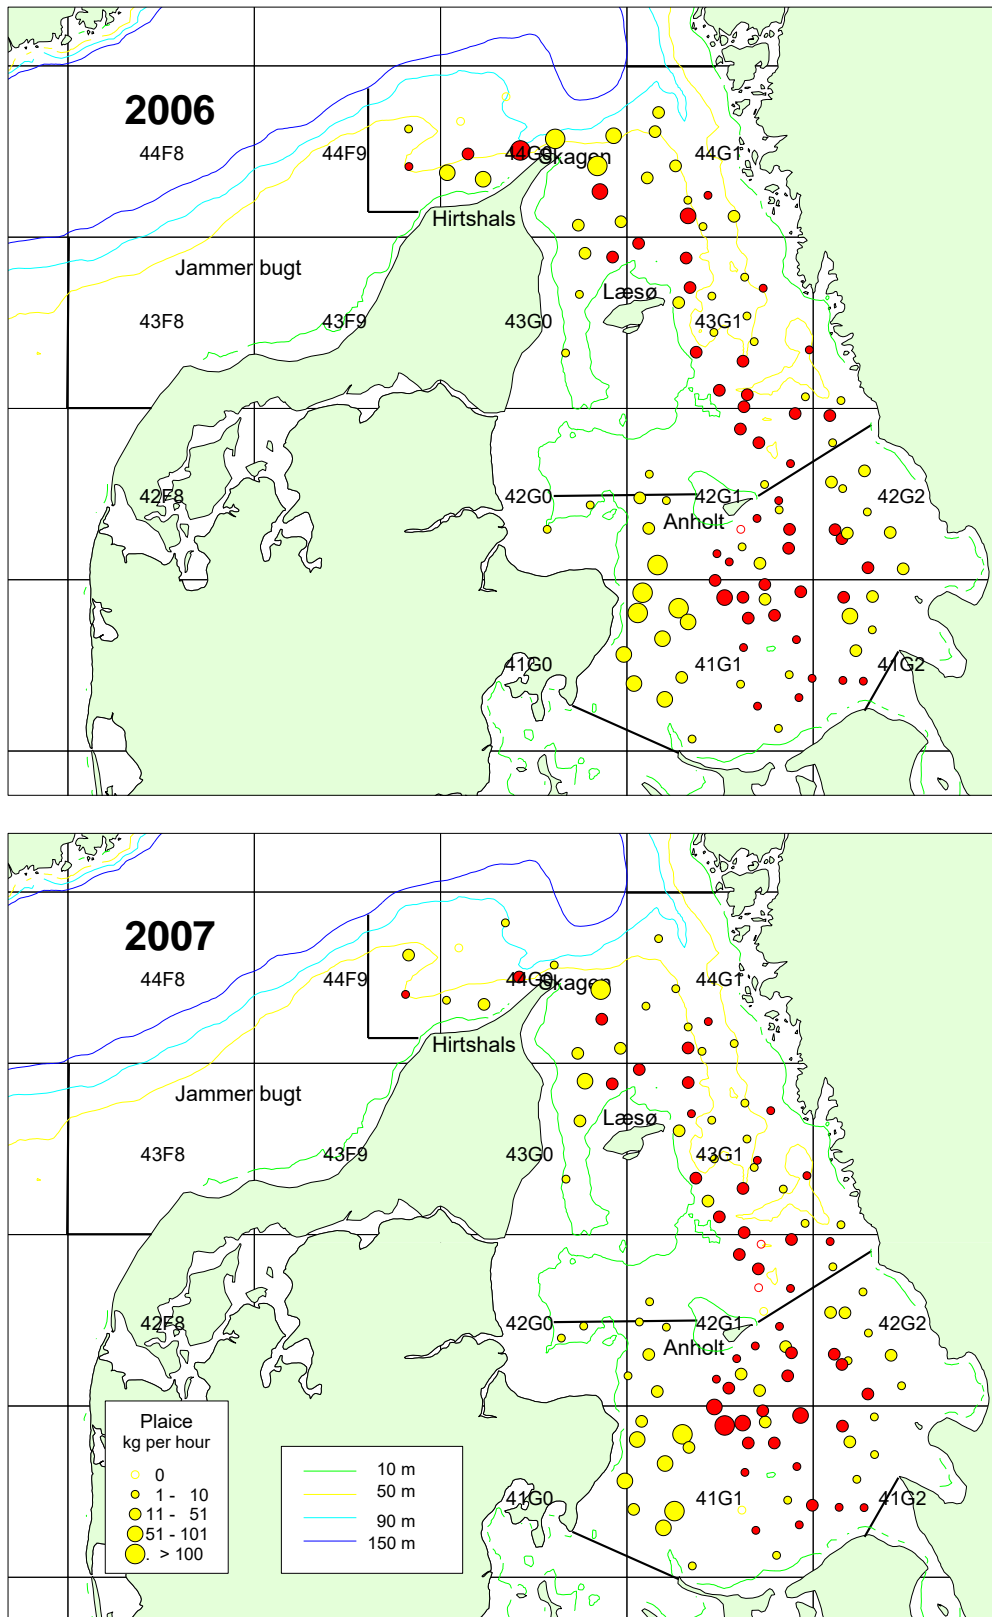 2006
44F8
44F9
44G0
Skagen
44G1
Hirtshals
Jammer bugt
Læsø
43F8
43F9
43G0
43G1
42F8
42G0
42G1
42G2
Anholt
41G0
41G1
41G2
2007
44F8
44F9
44G0
Skagen
44G1
Hirtshals
Jammer bugt
Læsø
43F8
43F9
43G0
43G1
42F8
42G0
42G1
42G2
Anholt
41G0
41G1
41G2
Plaice
kg per hour
0
1 - 10
11 - 51
51 - 101
. > 100
10 m
50 m
90 m
150 m